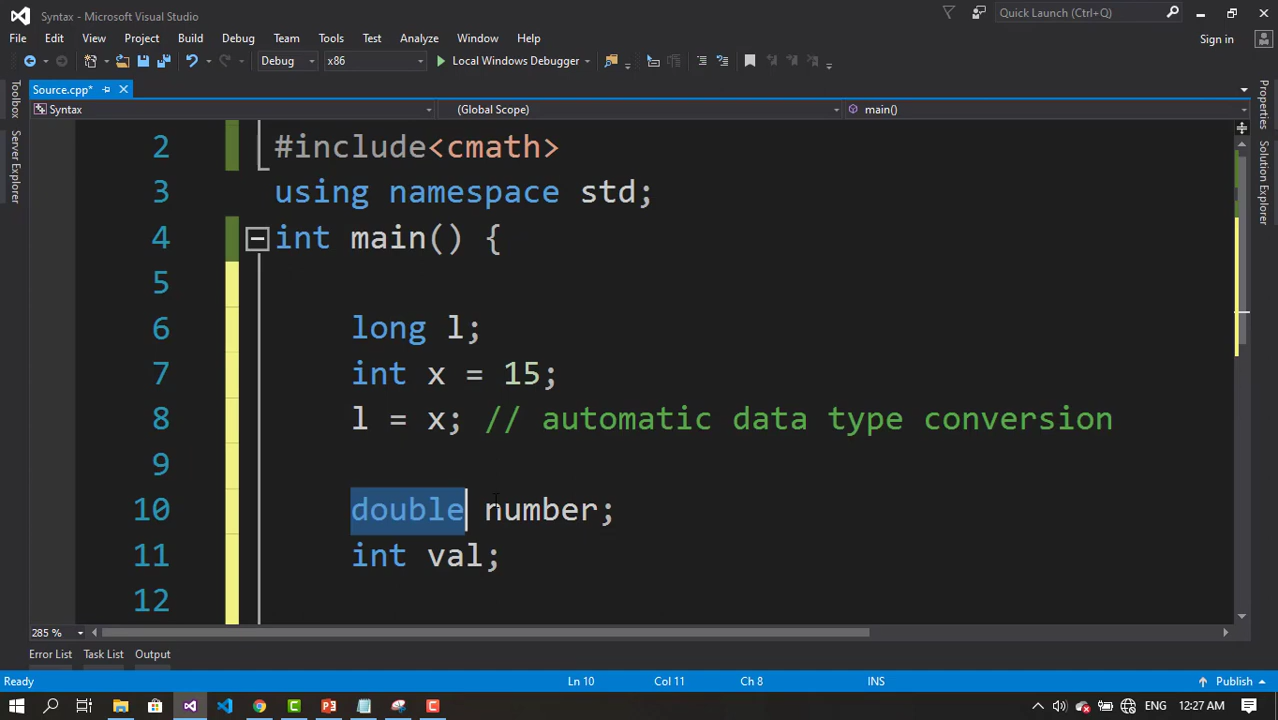 Syntax - Microsoft Visual Studio
Quick Launch (Ctrl+Q)
File Edit View Project Build Debug Team Tools Test Analyze Window Help
Sign in
Debug x86 Local Windows Debugger
Source.cpp*
Syntax (Global Scope) main()
Toolbox
Server Explorer
Properties
Solution Explorer
2 #include<cmath>
3 using namespace std;
4 int main() {
5
6 long l;
7 int x = 15;
8 l = x; // automatic data type conversion
9
10 double number;
11 int val;
12
285 %
Error List Task List Output
Ready Ln 10 Col 11 Ch 8 INS Publish
ENG 12:27 AM